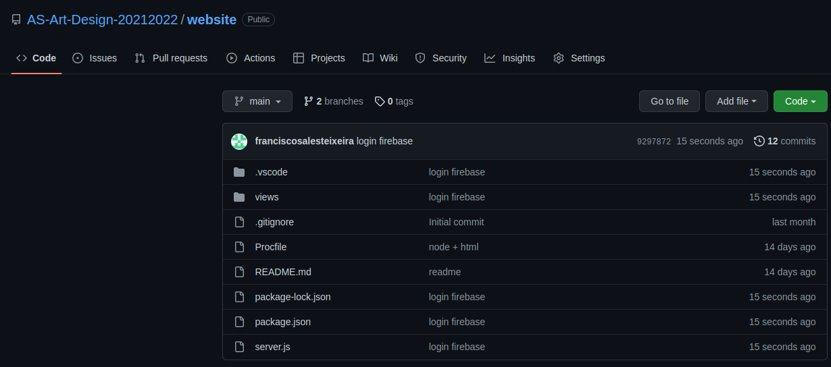 AS-Art-Design-20212022 / website Public
Code Issues Pull requests Actions Projects Wiki Security Insights Settings
main 2 branches 0 tags Go to file Add file Code
franciscosalesteixeira login firebase 9297872 15 seconds ago 12 commits
.vscode login firebase 15 seconds ago
views login firebase 15 seconds ago
.gitignore Initial commit last month
Procfile node + html 14 days ago
README.md readme 14 days ago
package-lock.json login firebase 15 seconds ago
package.json login firebase 15 seconds ago
server.js login firebase 15 seconds ago